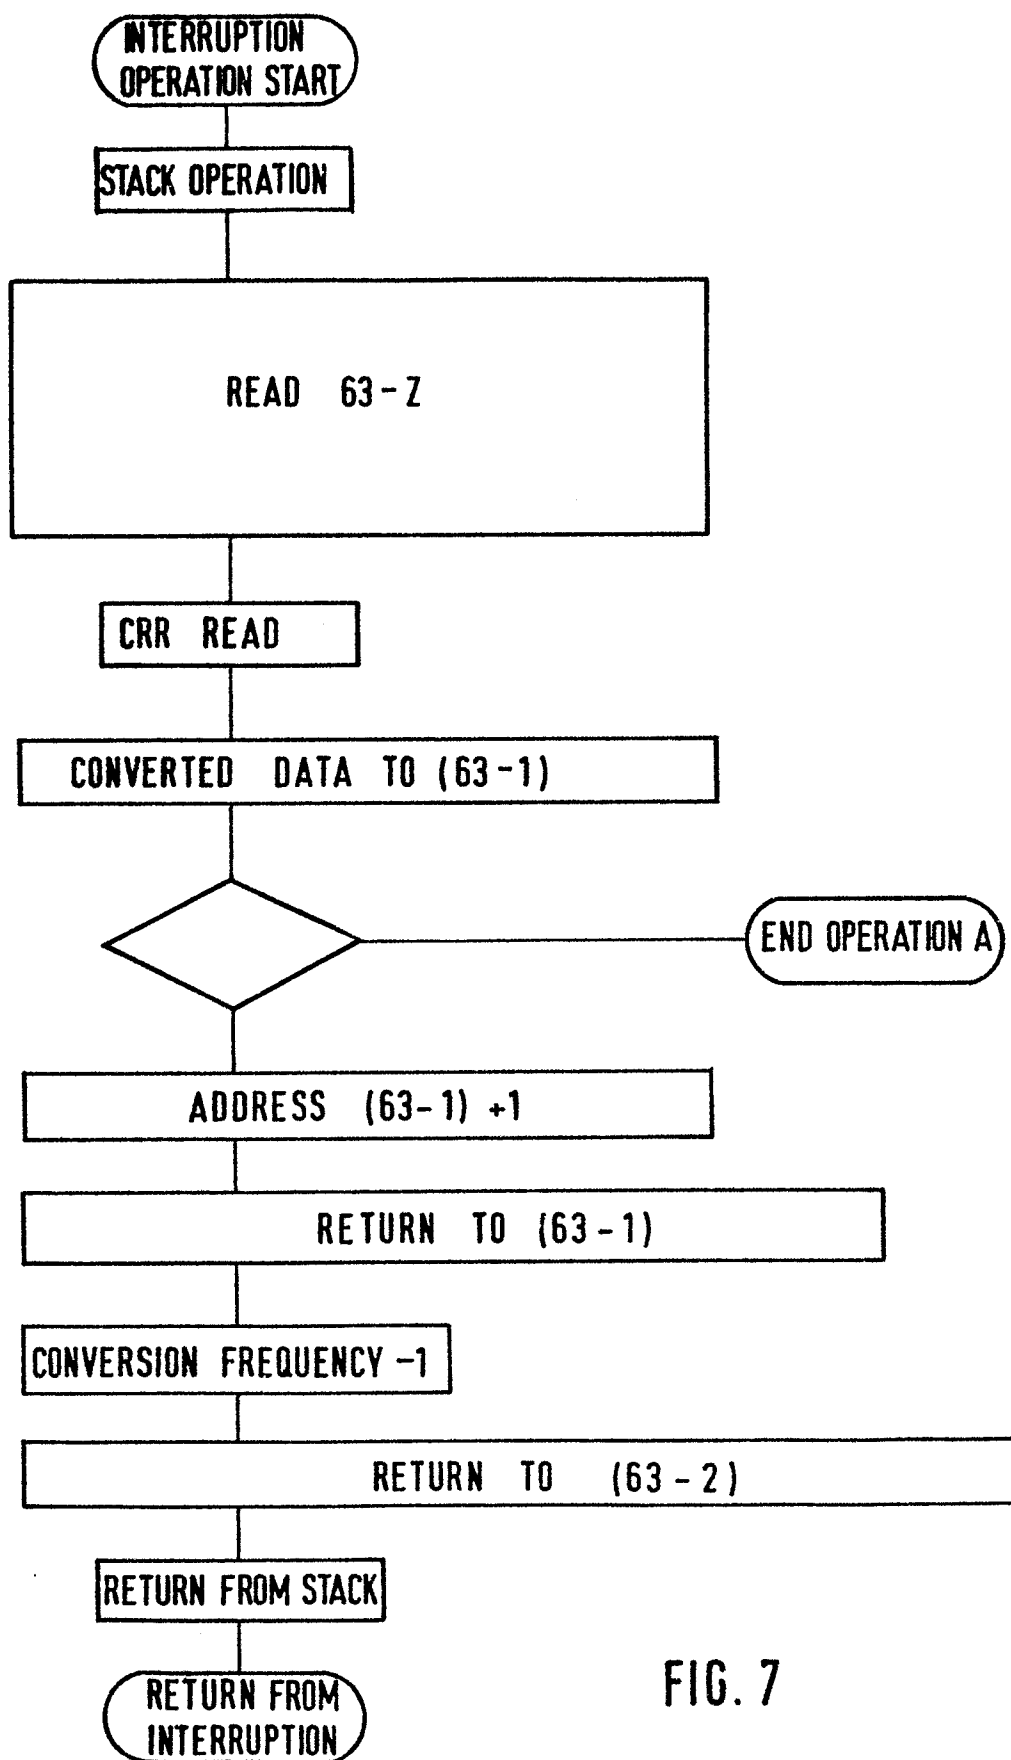 INTERRUPTION
OPERATION START
STACK OPERATION
READ 63-Z
CRR READ
CONVERTED DATA TO (63-1)
END OPERATION A
ADDRESS (63-1) +1
RETURN TO (63-1)
CONVERSION FREQUENCY -1
RETURN TO (63-2)
RETURN FROM STACK
RETURN FROM
INTERRUPTION
FIG. 7